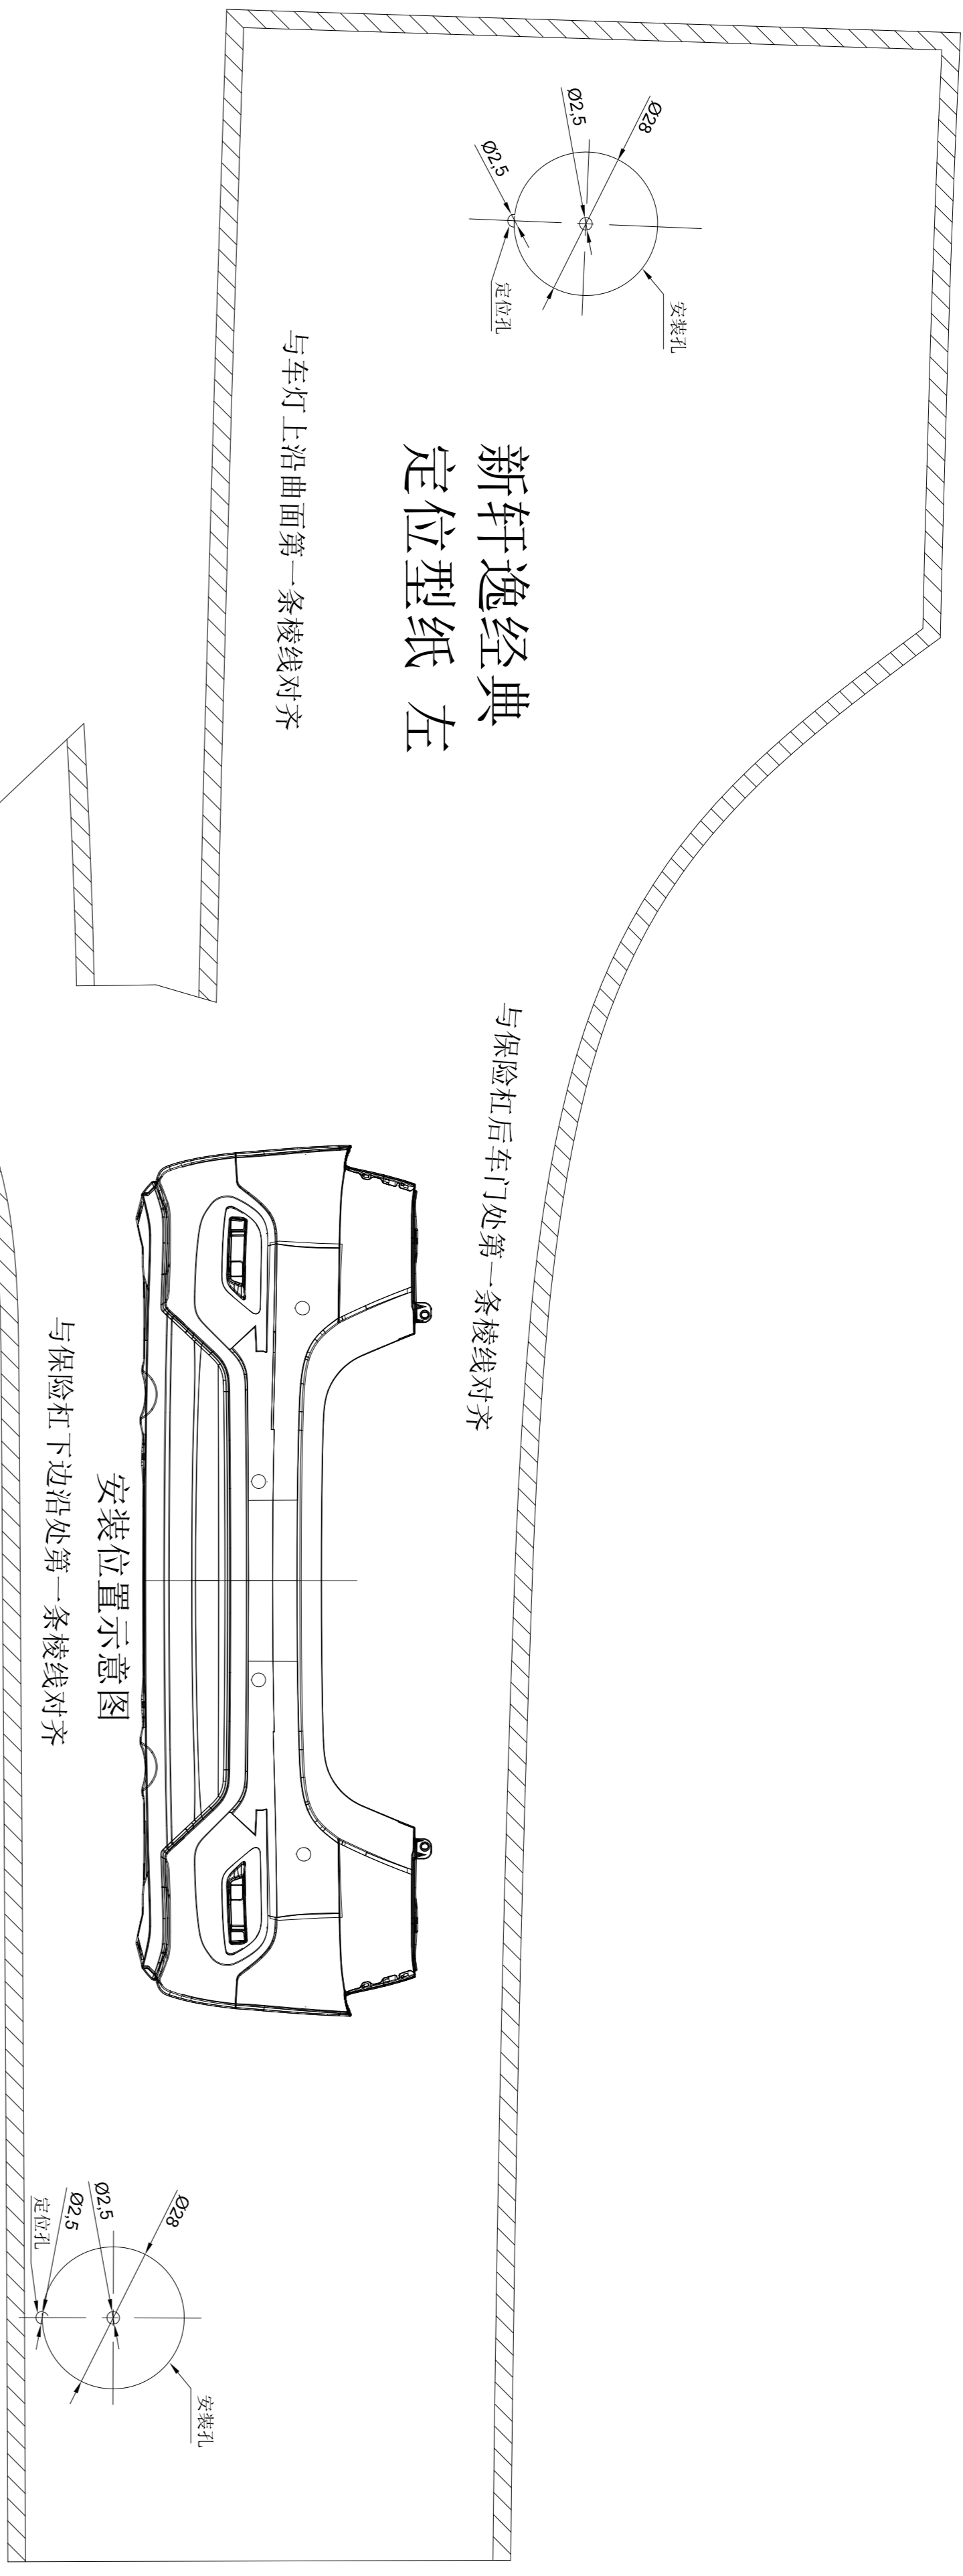 Ø28
Ø2,5
Ø2,5
定位孔
安装孔
新轩逸经典
定位型纸 左
与车灯上沿曲面第一条棱线对齐
与保险杠后车门处第一条棱线对齐
安装位置示意图
与保险杠下边沿处第一条棱线对齐
Ø28
Ø2,5
Ø2,5
定位孔
安装孔